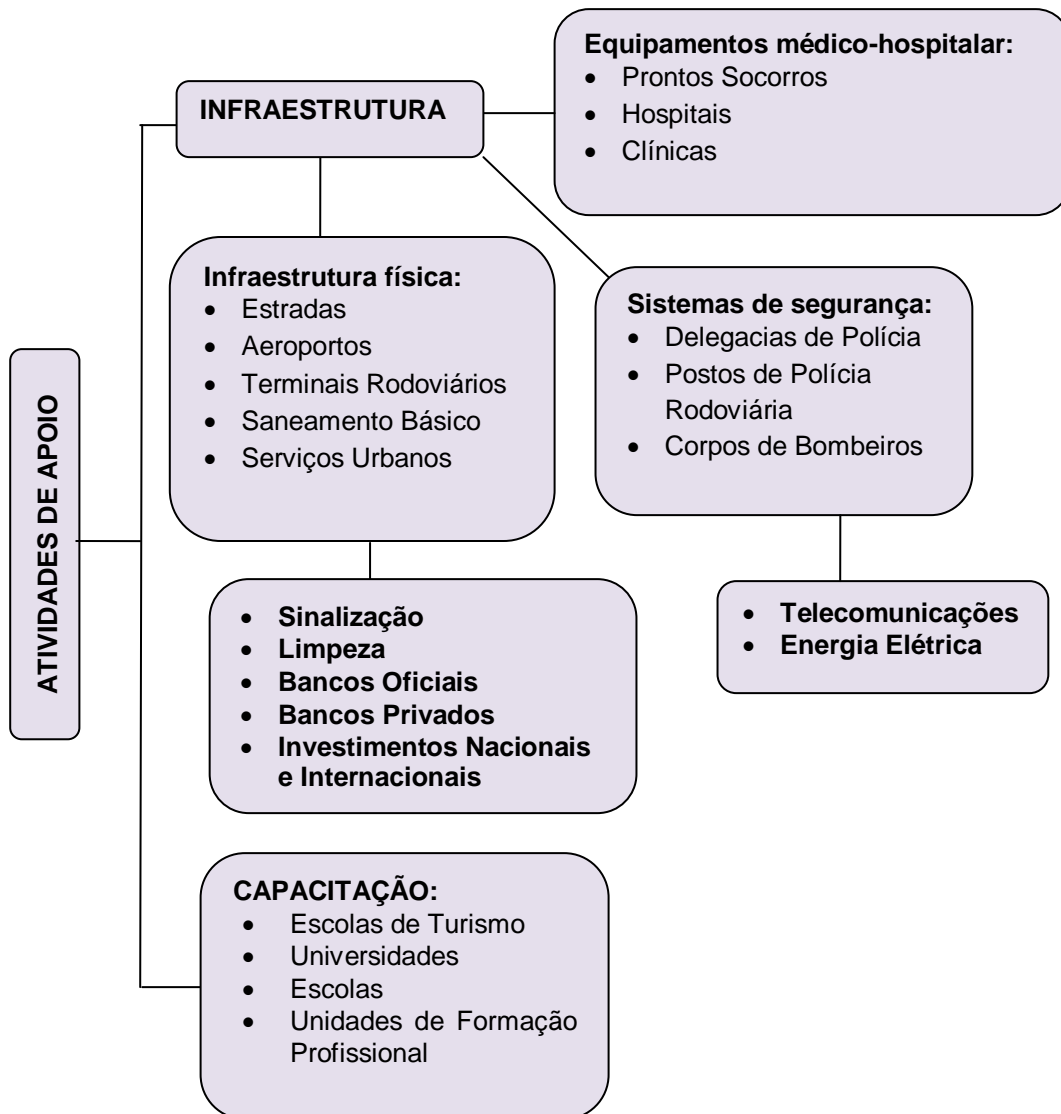 ATIVIDADES DE APOIO
INFRAESTRUTURA
Equipamentos médico-hospitalar:
• Prontos Socorros
• Hospitais
• Clínicas
Infraestrutura física:
• Estradas
• Aeroportos
• Terminais Rodoviários
• Saneamento Básico
• Serviços Urbanos
Sistemas de segurança:
• Delegacias de Polícia
• Postos de Polícia
Rodoviária
• Corpos de Bombeiros
• Sinalização
• Limpeza
• Bancos Oficiais
• Bancos Privados
• Investimentos Nacionais
e Internacionais
• Telecomunicações
• Energia Elétrica
CAPACITAÇÃO:
• Escolas de Turismo
• Universidades
• Escolas
• Unidades de Formação
Profissional